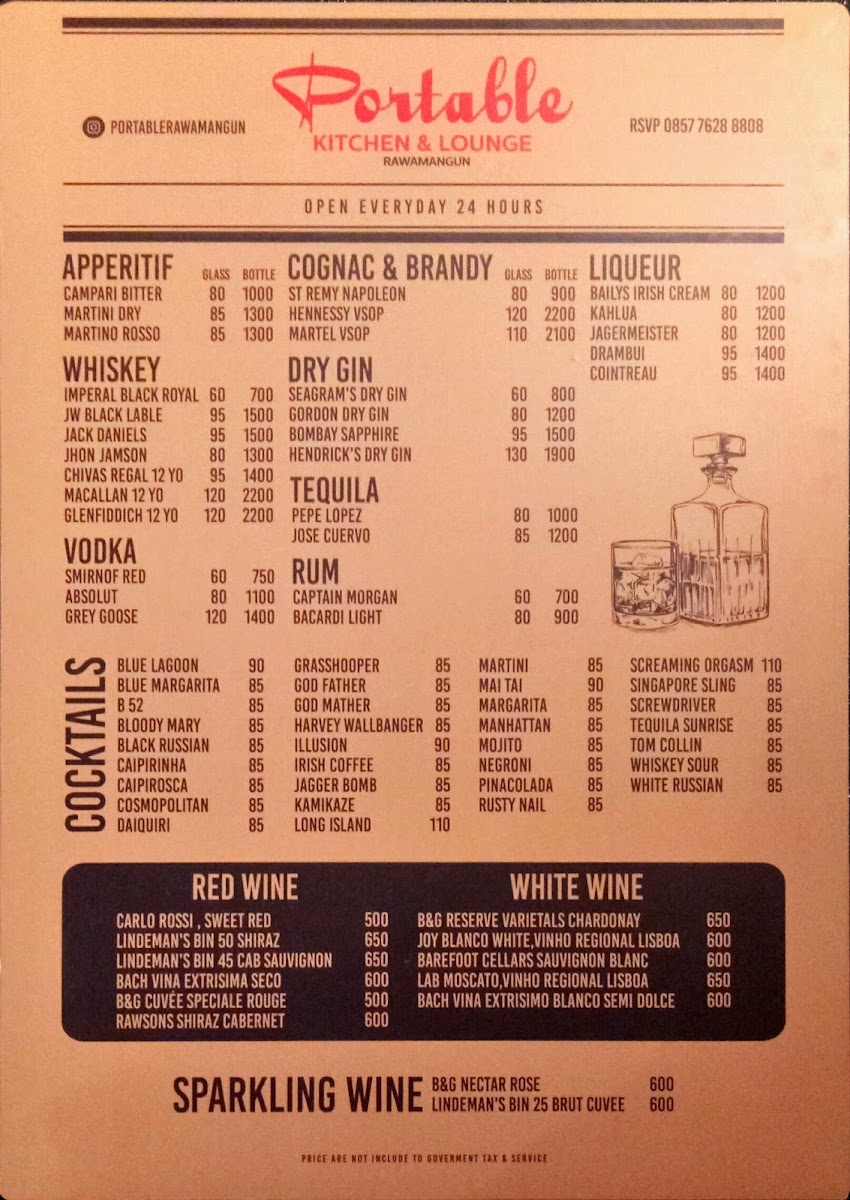 PORTABLERAWAMANGUN
Portable
KITCHEN & LOUNGE
RAWAMANGUN
RSVP 0857 7628 8808
OPEN EVERYDAY 24 HOURS
APPERITIF GLASS BOTTLE
CAMPARI BITTER 80 1000
MARTINI DRY 85 1300
MARTINO ROSSO 85 1300
WHISKEY
IMPERAL BLACK ROYAL 60 700
JW BLACK LABLE 95 1500
JACK DANIELS 95 1500
JHON JAMSON 80 1300
CHIVAS REGAL 12 YO 95 1400
MACALLAN 12 YO 120 2200
GLENFIDDICH 12 YO 120 2200
VODKA
SMIRNOF RED 60 750
ABSOLUT 80 1100
GREY GOOSE 120 1400
COGNAC & BRANDY GLASS BOTTLE
ST REMY NAPOLEON 80 900
HENNESSY VSOP 120 2200
MARTEL VSOP 110 2100
DRY GIN
SEAGRAM'S DRY GIN 60 800
GORDON DRY GIN 80 1200
BOMBAY SAPPHIRE 95 1500
HENDRICK'S DRY GIN 130 1900
TEQUILA
PEPE LOPEZ 80 1000
JOSE CUERVO 85 1200
RUM
CAPTAIN MORGAN 60 700
BACARDI LIGHT 80 900
LIQUEUR
BAILYS IRISH CREAM 80 1200
KAHLUA 80 1200
JAGERMEISTER 80 1200
DRAMBUI 95 1400
COINTREAU 95 1400
COCKTAILS
BLUE LAGOON 90
BLUE MARGARITA 85
B 52 85
BLOODY MARY 85
BLACK RUSSIAN 85
CAIPIRINHA 85
CAIPIROSCA 85
COSMOPOLITAN 85
DAIQUIRI 85
GRASSHOOPER 85
GOD FATHER 85
GOD MATHER 85
HARVEY WALLBANGER 85
ILLUSION 90
IRISH COFFEE 85
JAGGER BOMB 85
KAMIKAZE 85
LONG ISLAND 110
MARTINI 85
MAI TAI 90
MARGARITA 85
MANHATTAN 85
MOJITO 85
NEGRONI 85
PINACOLADA 85
RUSTY NAIL 85
SCREAMING ORGASM 110
SINGAPORE SLING 85
SCREWDRIVER 85
TEQUILA SUNRISE 85
TOM COLLIN 85
WHISKEY SOUR 85
WHITE RUSSIAN 85
RED WINE
CARLO ROSSI , SWEET RED 500
LINDEMAN'S BIN 50 SHIRAZ 650
LINDEMAN'S BIN 45 CAB SAUVIGNON 650
BACH VINA EXTRISIMA SECO 600
B&G CUVÉE SPECIALE ROUGE 500
RAWSONS SHIRAZ CABERNET 600
WHITE WINE
B&G RESERVE VARIETALS CHARDONAY 650
JOY BLANCO WHITE,VINHO REGIONAL LISBOA 600
BAREFOOT CELLARS SAUVIGNON BLANC 600
LAB MOSCATO,VINHO REGIONAL LISBOA 650
BACH VINA EXTRISIMO BLANCO SEMI DOLCE 600
SPARKLING WINE
B&G NECTAR ROSE 600
LINDEMAN'S BIN 25 BRUT CUVEE 600
PRICE ARE NOT INCLUDE TO GOVERMENT TAX & SERVICE